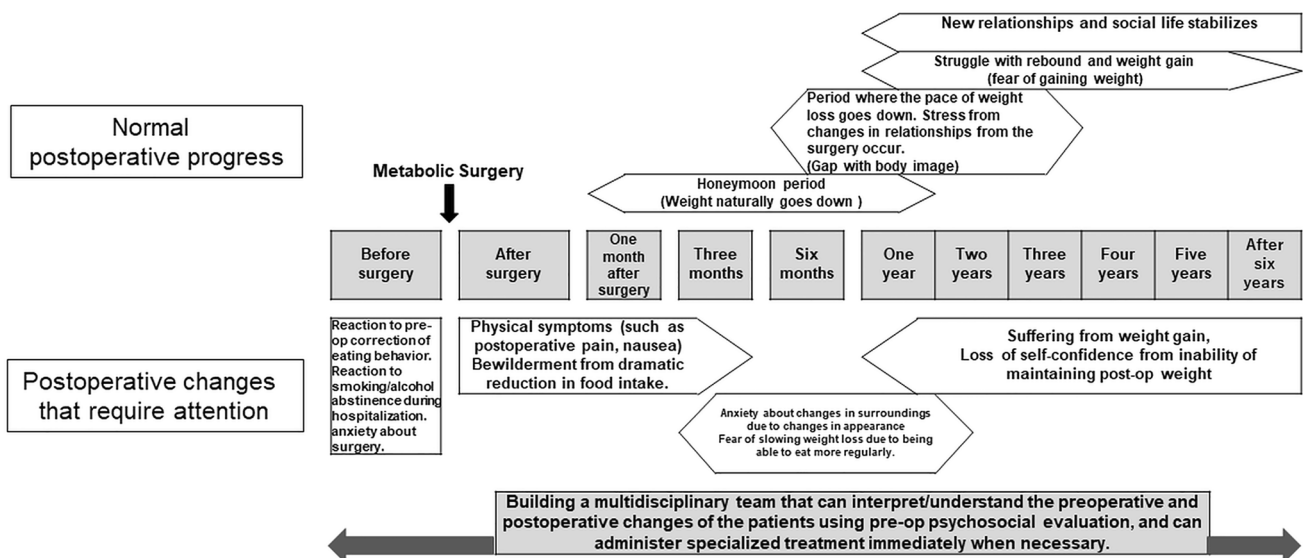 New relationships and social life stabilizes
Struggle with rebound and weight gain
(fear of gaining weight)
Period where the pace of weight
loss goes down. Stress from
changes in relationships from the
surgery occur.
(Gap with body image)
Normal
postoperative progress
Metabolic Surgery
Honeymoon period
(Weight naturally goes down )
Before
surgery
After
surgery
One
month
after
surgery
Three
months
Six
months
One
year
Two
years
Three
years
Four
years
Five
years
After
six
years
Postoperative changes
that require attention
Reaction to pre-
op correction of
eating behavior.
Reaction to
smoking/alcohol
abstinence during
hospitalization.
anxiety about
surgery.
Physical symptoms (such as
postoperative pain, nausea)
Bewilderment from dramatic
reduction in food intake.
Suffering from weight gain,
Loss of self-confidence from inability of
maintaining post-op weight
Anxiety about changes in surroundings
due to changes in appearance
Fear of slowing weight loss due to being
able to eat more regularly.
Building a multidisciplinary team that can interpret/understand the preoperative and
postoperative changes of the patients using pre-op psychosocial evaluation, and can
administer specialized treatment immediately when necessary.